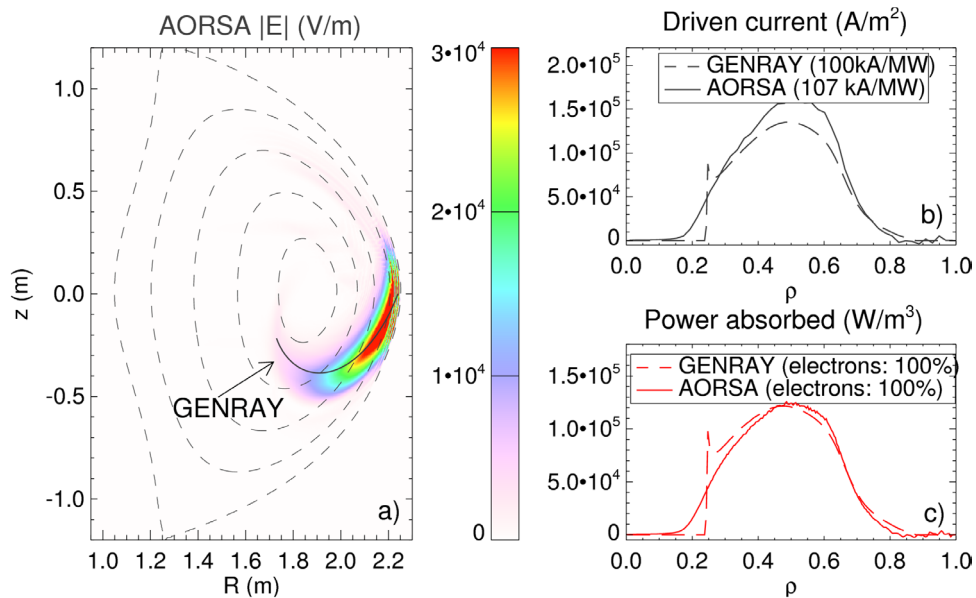 AORSA |E| (V/m)
1.0
0.5
0.0
-0.5
-1.0
z (m)
GENRAY
a)
1.0 1.2 1.4 1.6 1.8 2.0 2.2 2.4
R (m)
3•10⁴
2•10⁴
1•10⁴
0
Driven current (A/m²)
2.0•10⁵
1.5•10⁵
1.0•10⁵
5.0•10⁴
0
GENRAY (100kA/MW)
AORSA (107 kA/MW)
b)
0.0 0.2 0.4 0.6 0.8 1.0
ρ
Power absorbed (W/m³)
1.5•10⁵
1.0•10⁵
5.0•10⁴
0
GENRAY (electrons: 100%)
AORSA (electrons: 100%)
c)
0.0 0.2 0.4 0.6 0.8 1.0
ρ